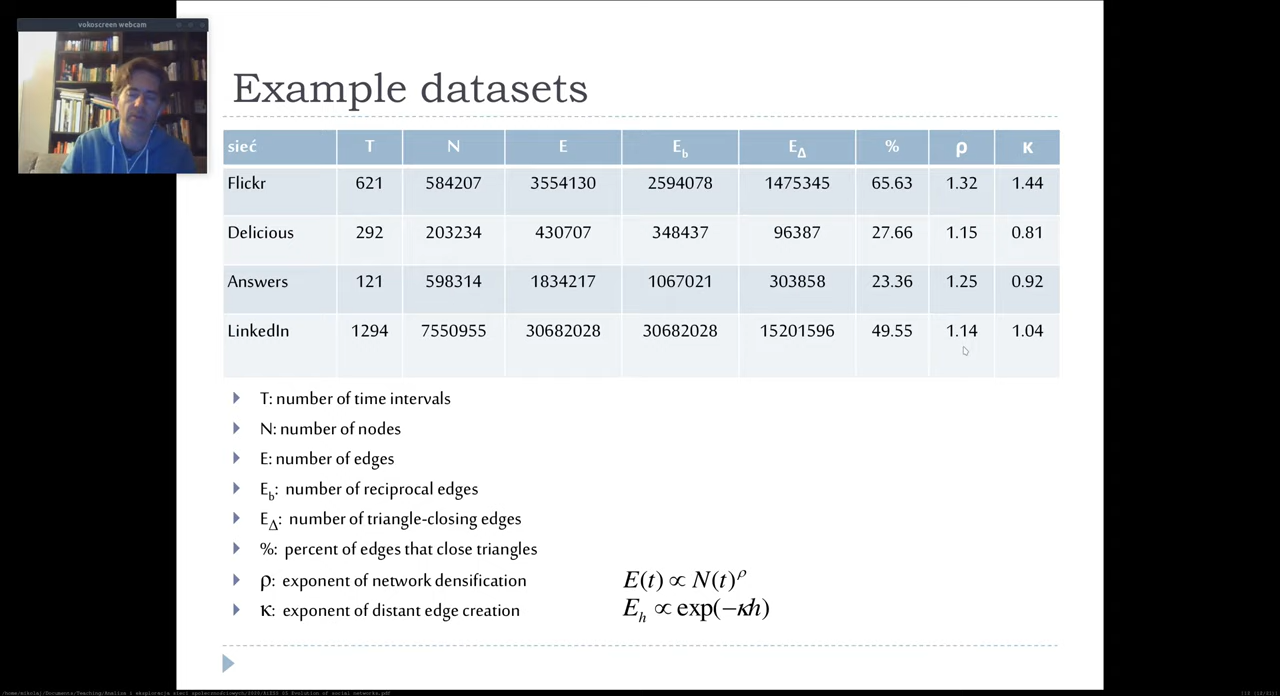 vokoscreen webcam
Example datasets
sieć T N E E_b E_Δ % ρ κ
Flickr 621 584207 3554130 2594078 1475345 65.63 1.32 1.44
Delicious 292 203234 430707 348437 96387 27.66 1.15 0.81
Answers 121 598314 1834217 1067021 303858 23.36 1.25 0.92
LinkedIn 1294 7550955 30682028 30682028 15201596 49.55 1.14 1.04
T: number of time intervals
N: number of nodes
E: number of edges
E_b: number of reciprocal edges
E_Δ: number of triangle-closing edges
%: percent of edges that close triangles
ρ: exponent of network densification E(t) ∝ N(t)^ρ
κ: exponent of distant edge creation E_h ∝ exp(−κh)